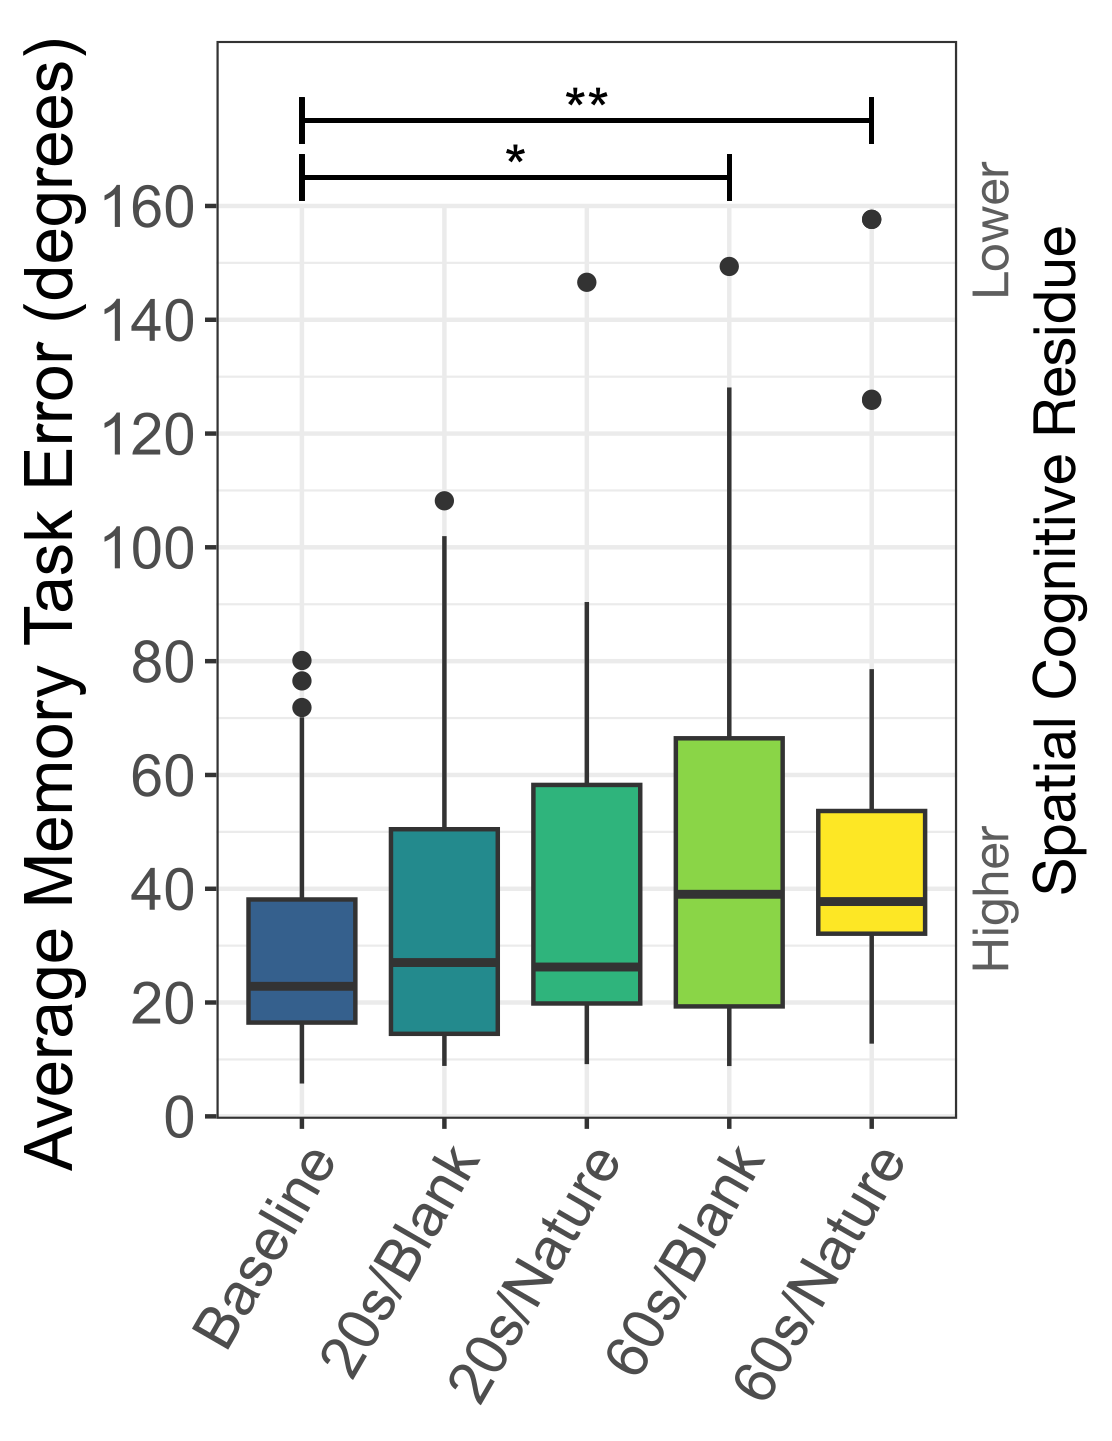 Average Memory Task Error (degrees)
**
*
160
140
120
100
80
60
40
20
0
Baseline
20s/Blank
20s/Nature
60s/Blank
60s/Nature
Lower
Higher
Spatial Cognitive Residue